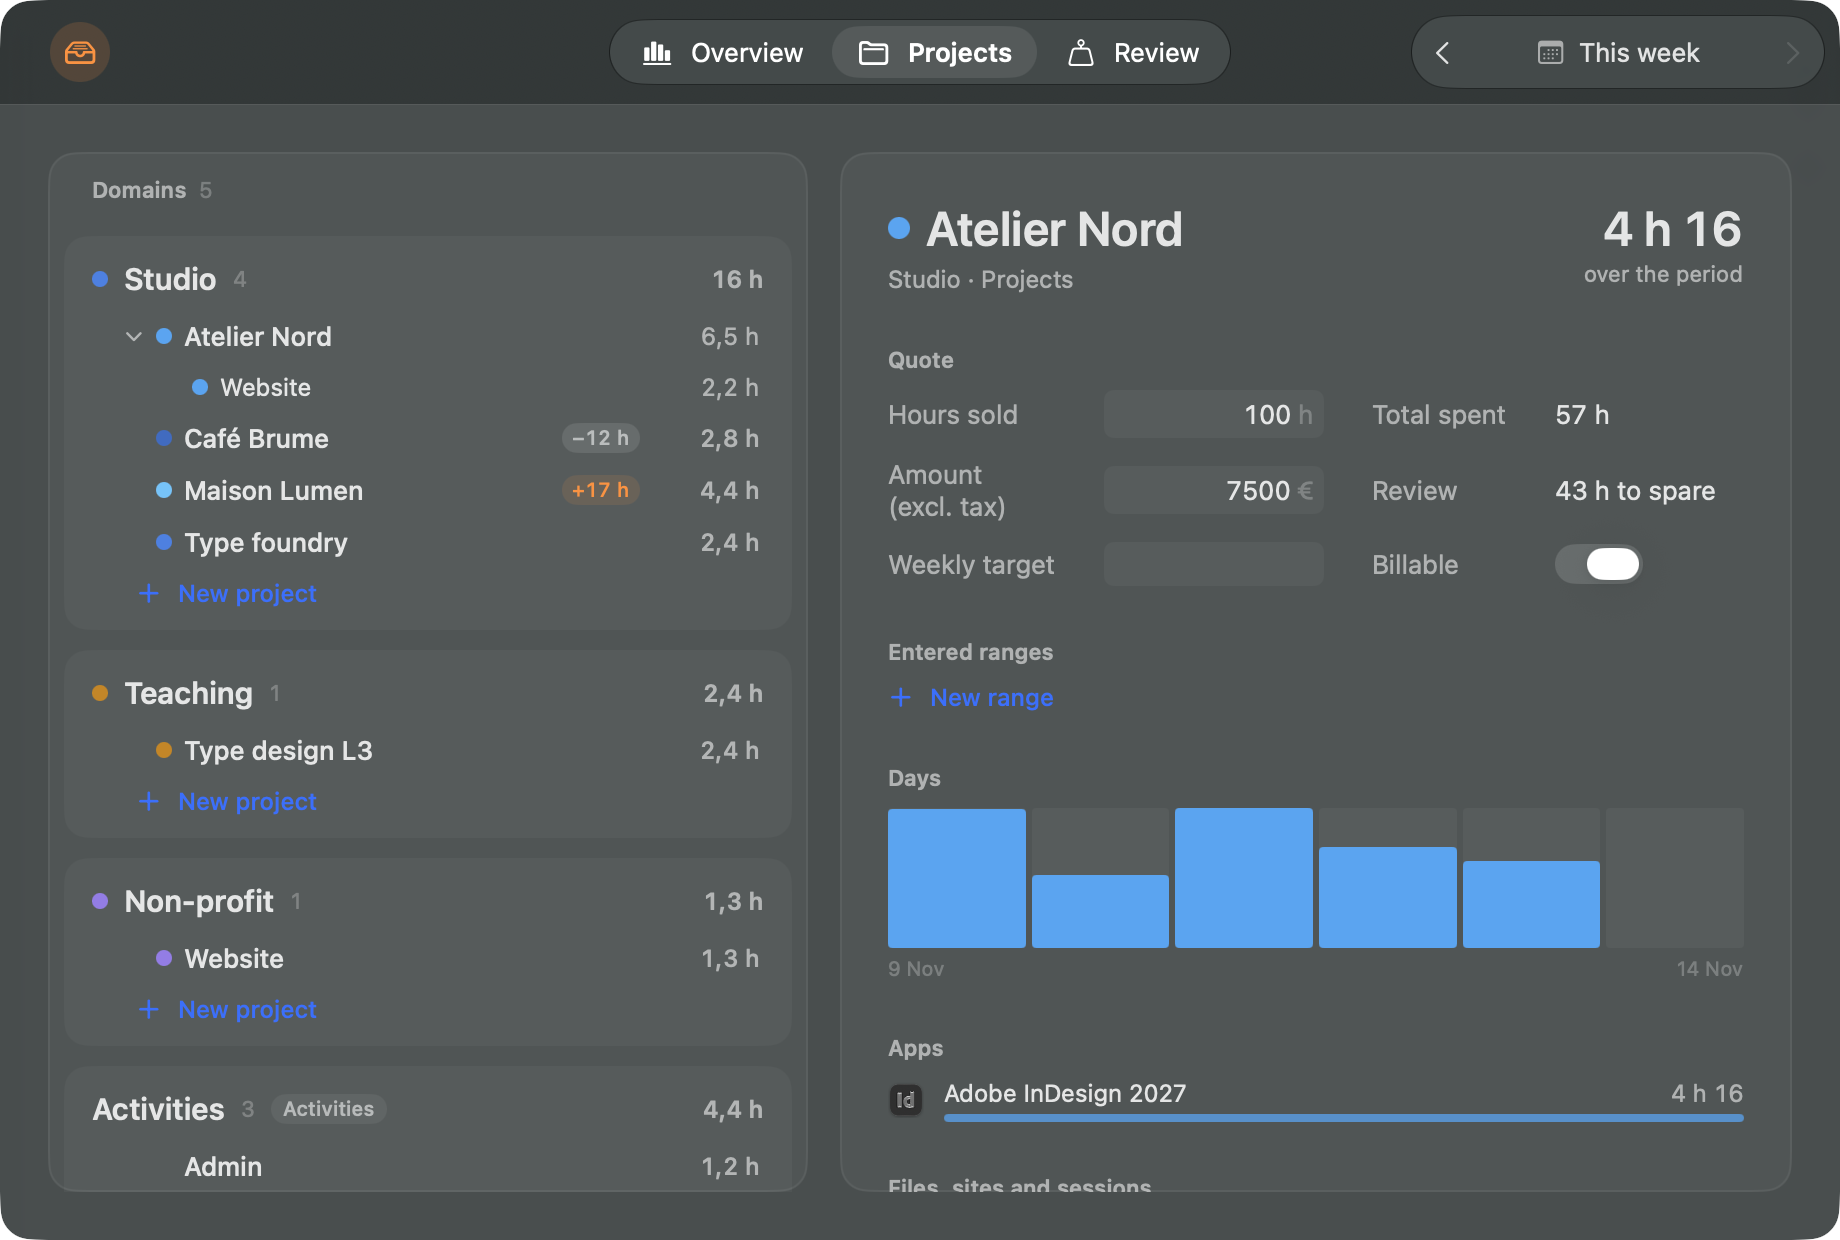 Overview
Projects
Review
This week
Domains 5
Studio 4 16 h
Atelier Nord 6,5 h
Website 2,2 h
Café Brume −12 h 2,8 h
Maison Lumen +17 h 4,4 h
Type foundry 2,4 h
+ New project
Teaching 1 2,4 h
Type design L3 2,4 h
+ New project
Non-profit 1 1,3 h
Website 1,3 h
+ New project
Activities 3 Activities 4,4 h
Admin 1,2 h
Atelier Nord 4 h 16
Studio · Projects over the period
Quote
Hours sold 100 h Total spent 57 h
Amount
(excl. tax) 7500 € Review 43 h to spare
Weekly target Billable
Entered ranges
+ New range
Days
9 Nov 14 Nov
Apps
Id Adobe InDesign 2027 4 h 16
Files, sites and sessions